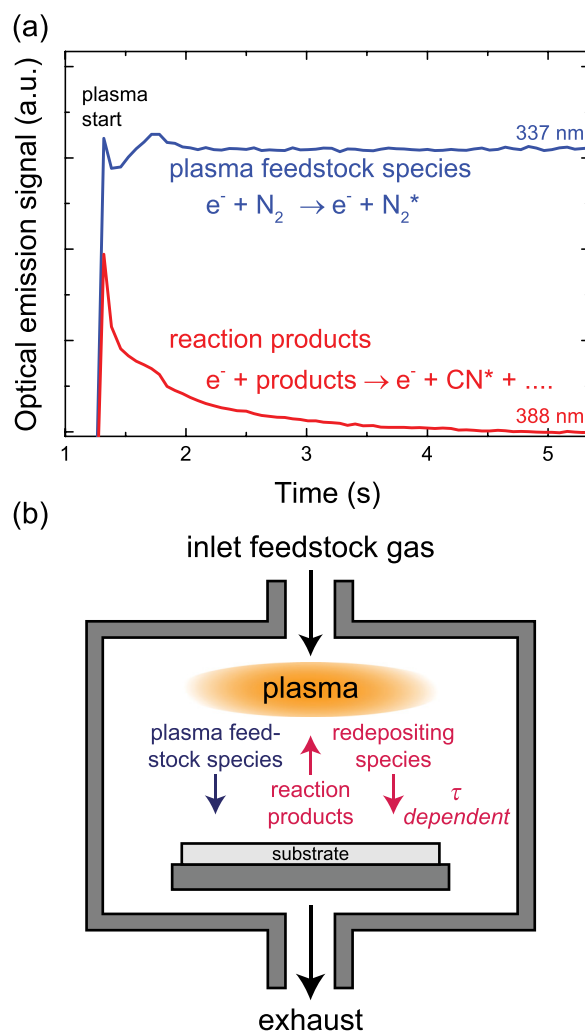 (a)
Optical emission signal (a.u.)
plasma
start
337 nm
plasma feedstock species
e⁻ + N₂ → e⁻ + N₂*
reaction products
e⁻ + products → e⁻ + CN* + ....
388 nm
1 2 3 4 5
Time (s)
(b)
inlet feedstock gas
plasma
plasma feed-
stock species
reaction
products
redepositing
species
τ
dependent
substrate
exhaust